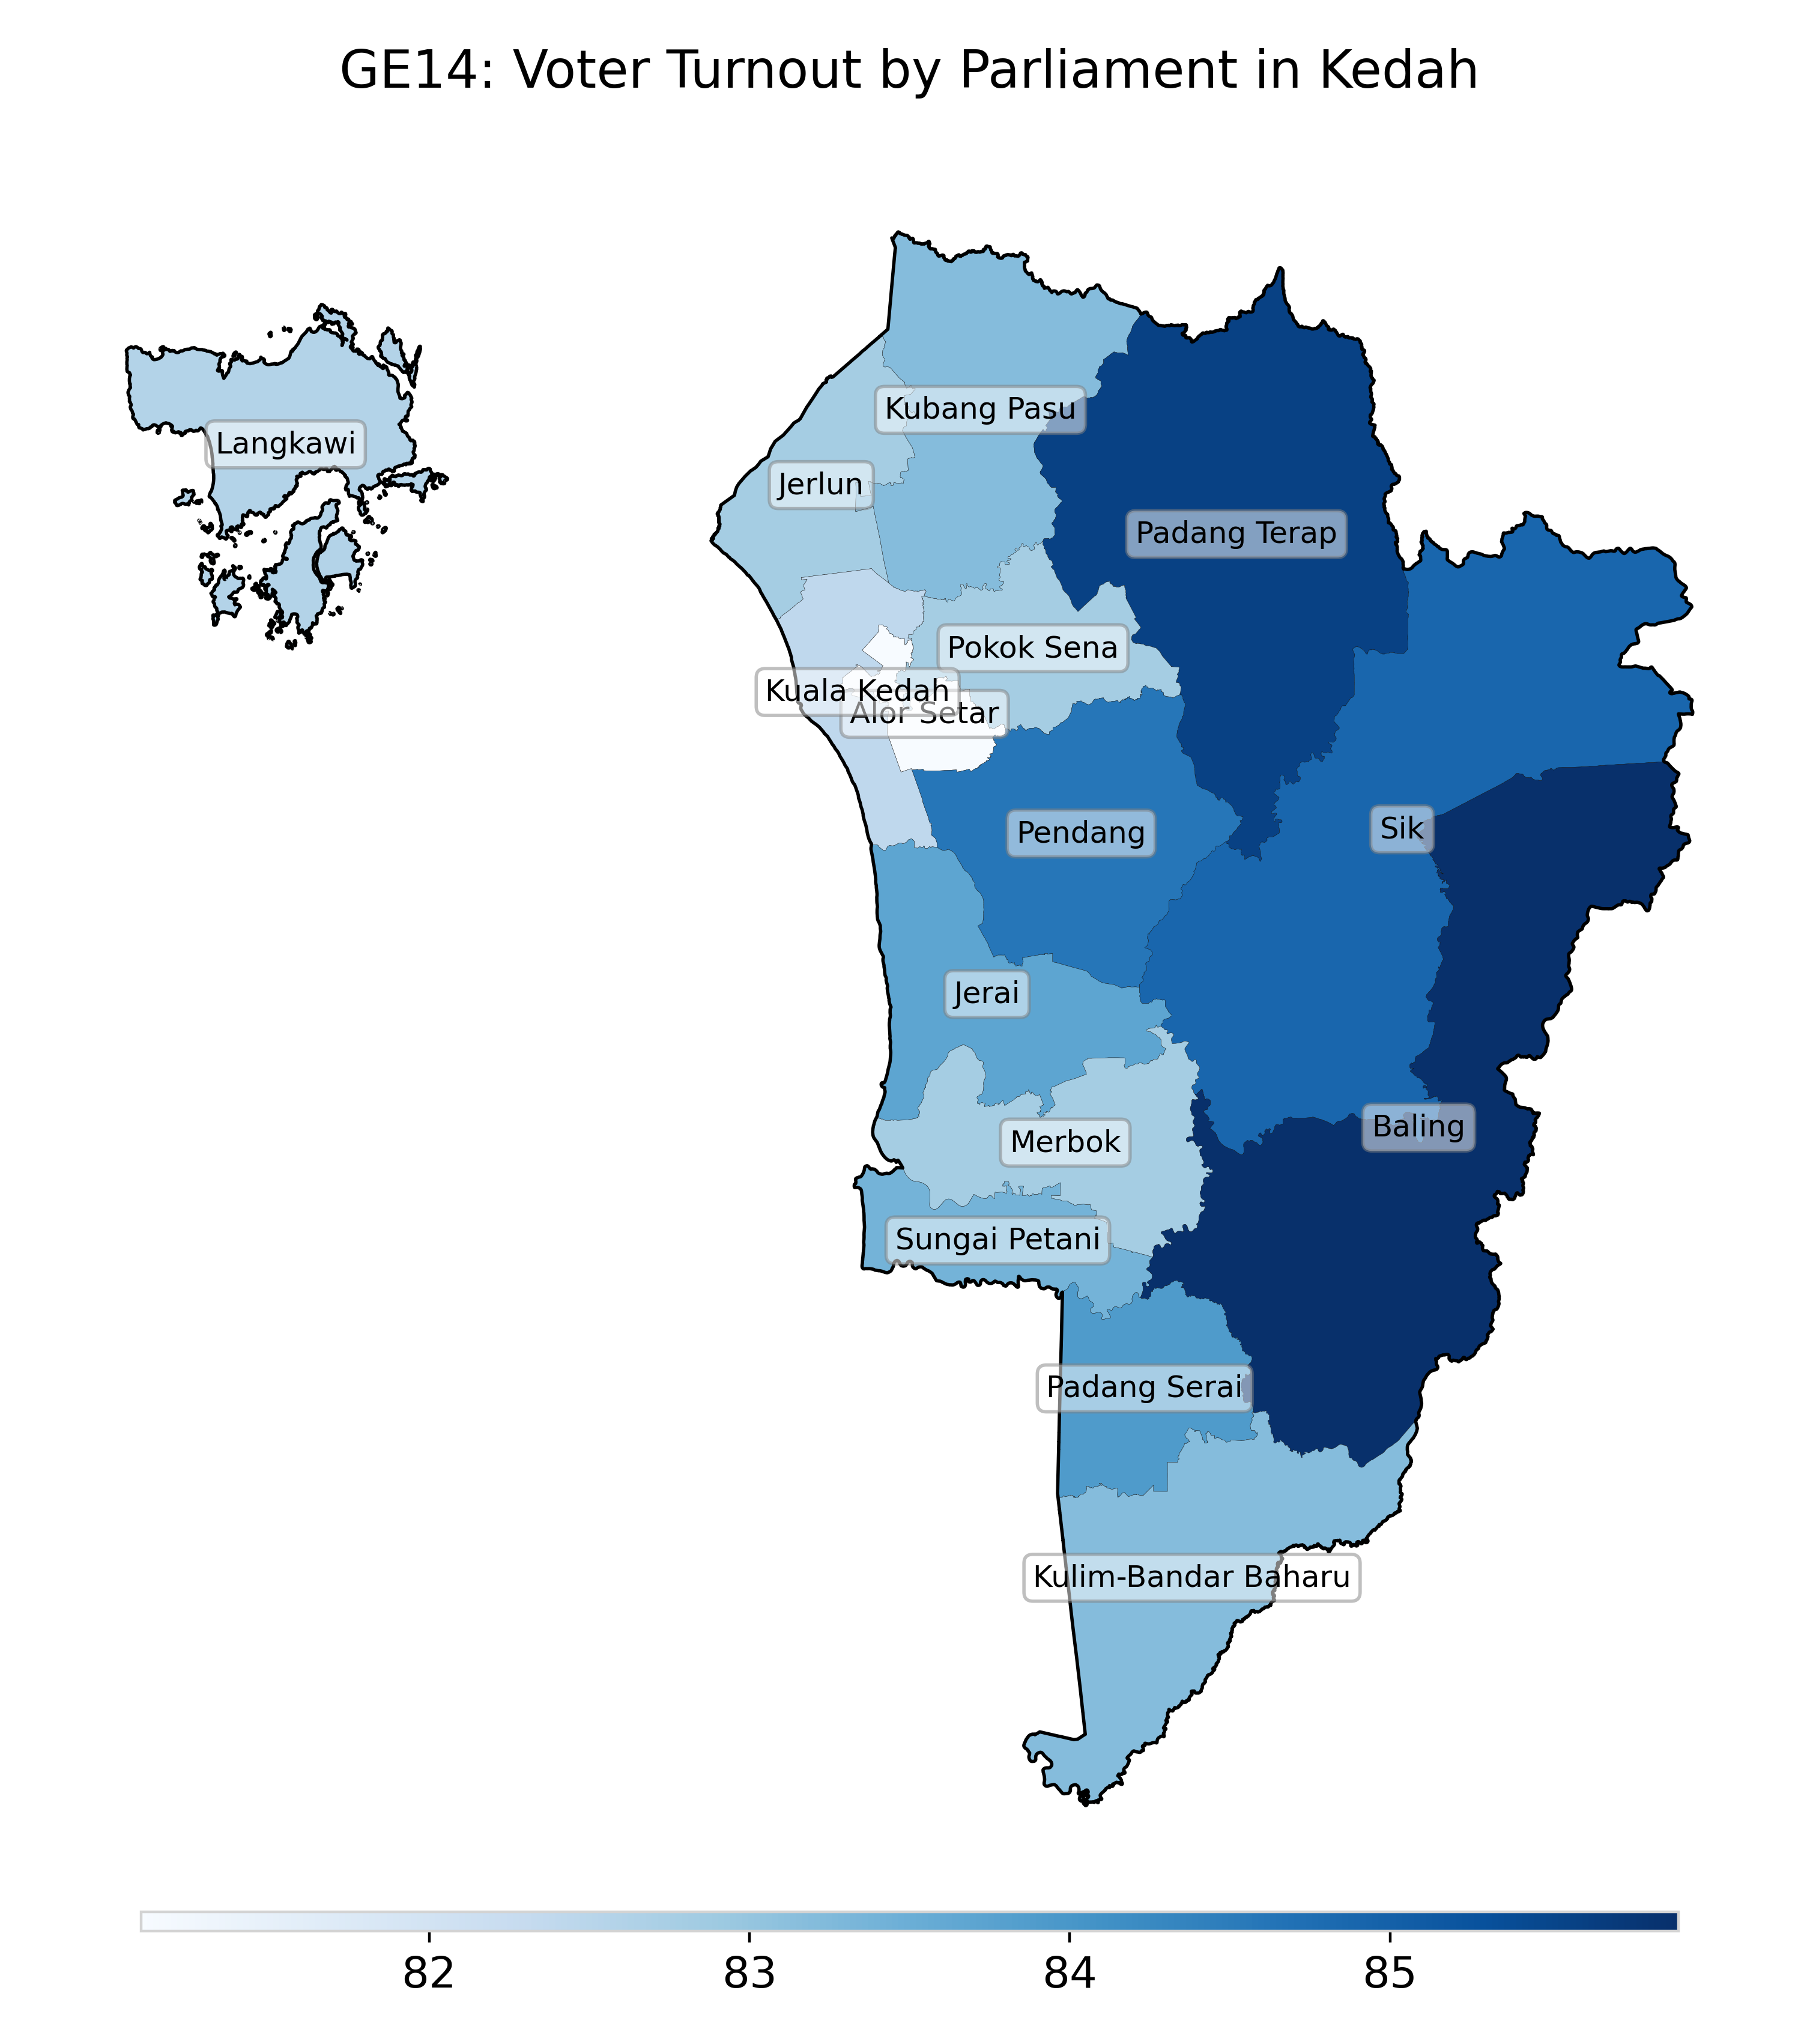 GE14: Voter Turnout by Parliament in Kedah
Kubang Pasu
Langkawi
Jerlun
Padang Terap
Pokok Sena
Kuala Kedah
Alor Setar
Sik
Pendang
Jerai
Baling
Merbok
Sungai Petani
Padang Serai
Kulim-Bandar Baharu
82
83
84
85